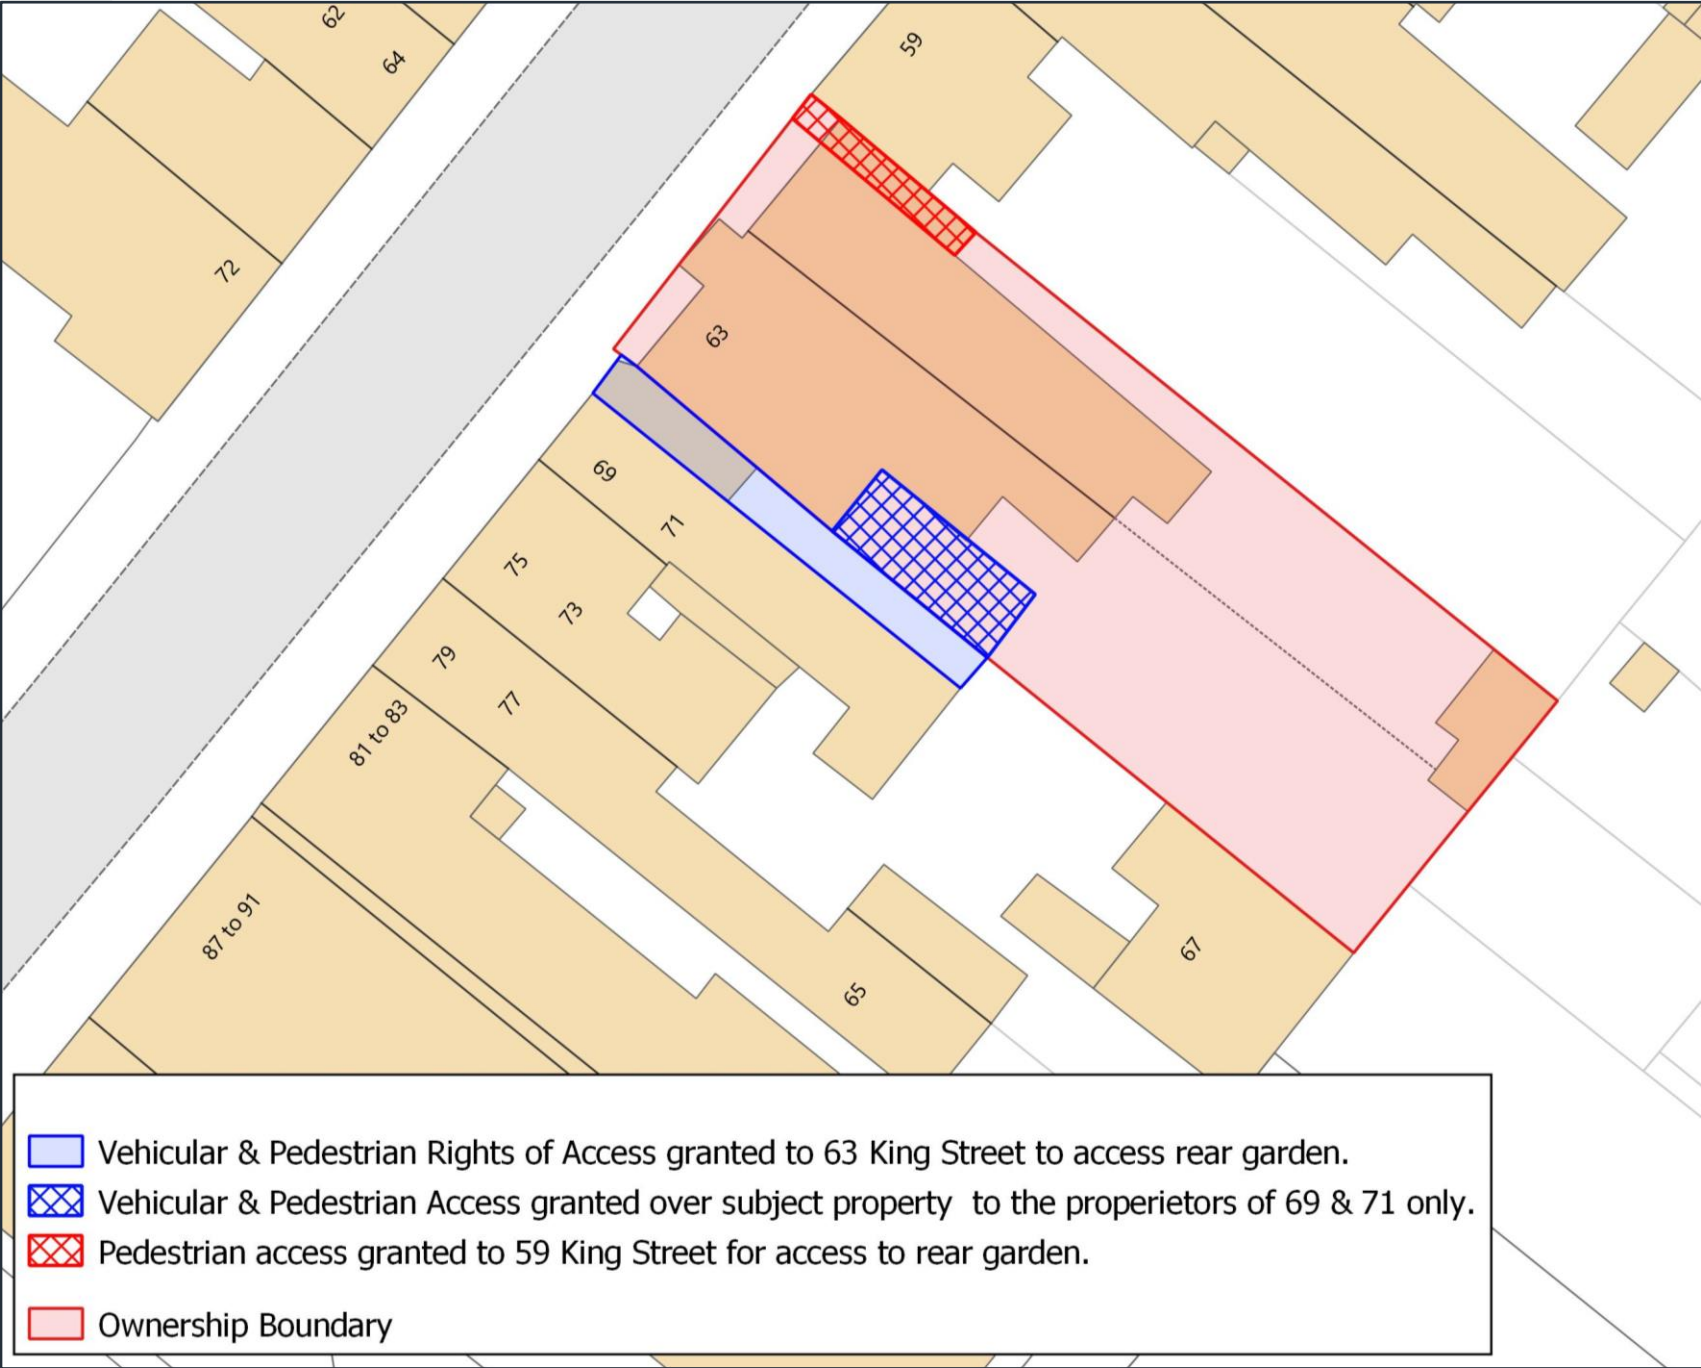 62
64
59
72
63
69
71
75
73
79
77
81 to 83
87 to 91
67
65
Vehicular & Pedestrian Rights of Access granted to 63 King Street to access rear garden.
Vehicular & Pedestrian Access granted over subject property to the properietors of 69 & 71 only.
Pedestrian access granted to 59 King Street for access to rear garden.
Ownership Boundary